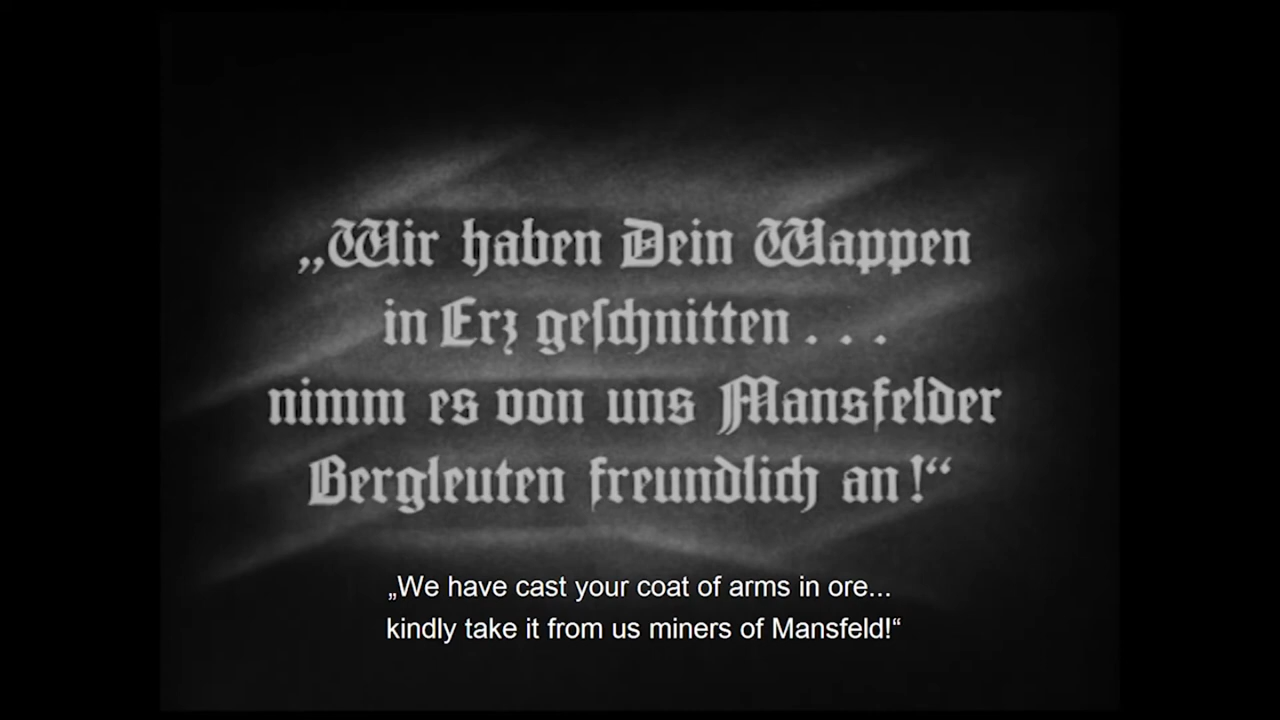 „Wir haben Dein Wappen
in Erz geſchnitten . . .
nimm es von uns Mansfelder
Bergleuten freundlich an!“
„We have cast your coat of arms in ore...
kindly take it from us miners of Mansfeld!“